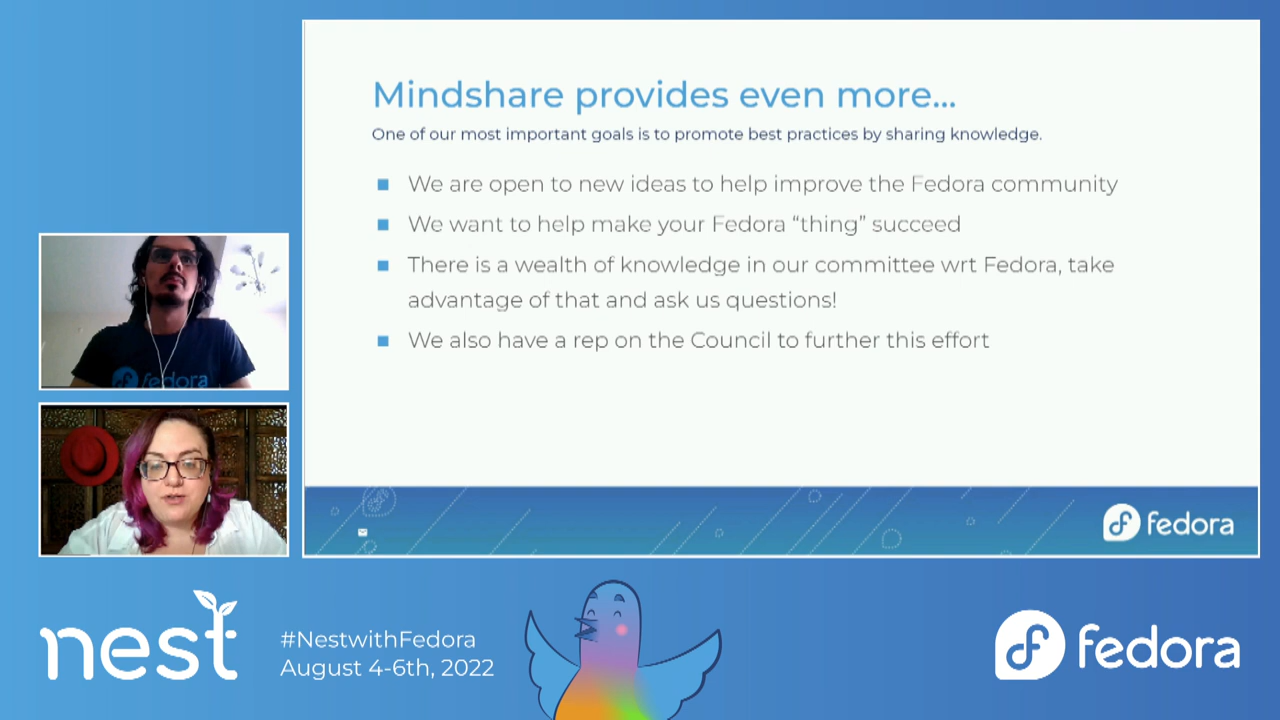 Mindshare provides even more...
One of our most important goals is to promote best practices by sharing knowledge.
We are open to new ideas to help improve the Fedora community
We want to help make your Fedora “thing” succeed
There is a wealth of knowledge in our committee wrt Fedora, take
advantage of that and ask us questions!
We also have a rep on the Council to further this effort
fedora
fedora
nest
#NestwithFedora
August 4-6th, 2022
fedora